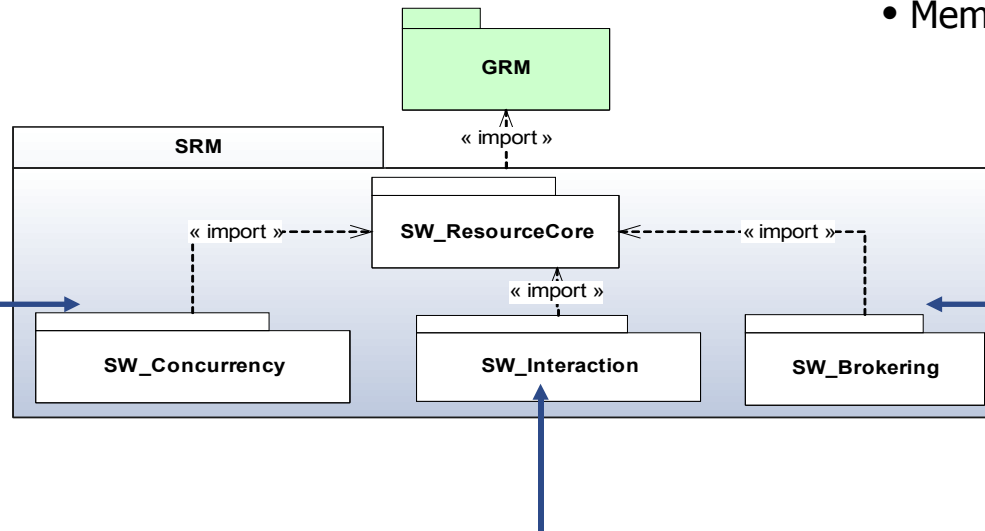 • Mem
GRM
« import »
SRM
SW_ResourceCore
« import »
« import »
« import »
SW_Concurrency
SW_Interaction
SW_Brokering